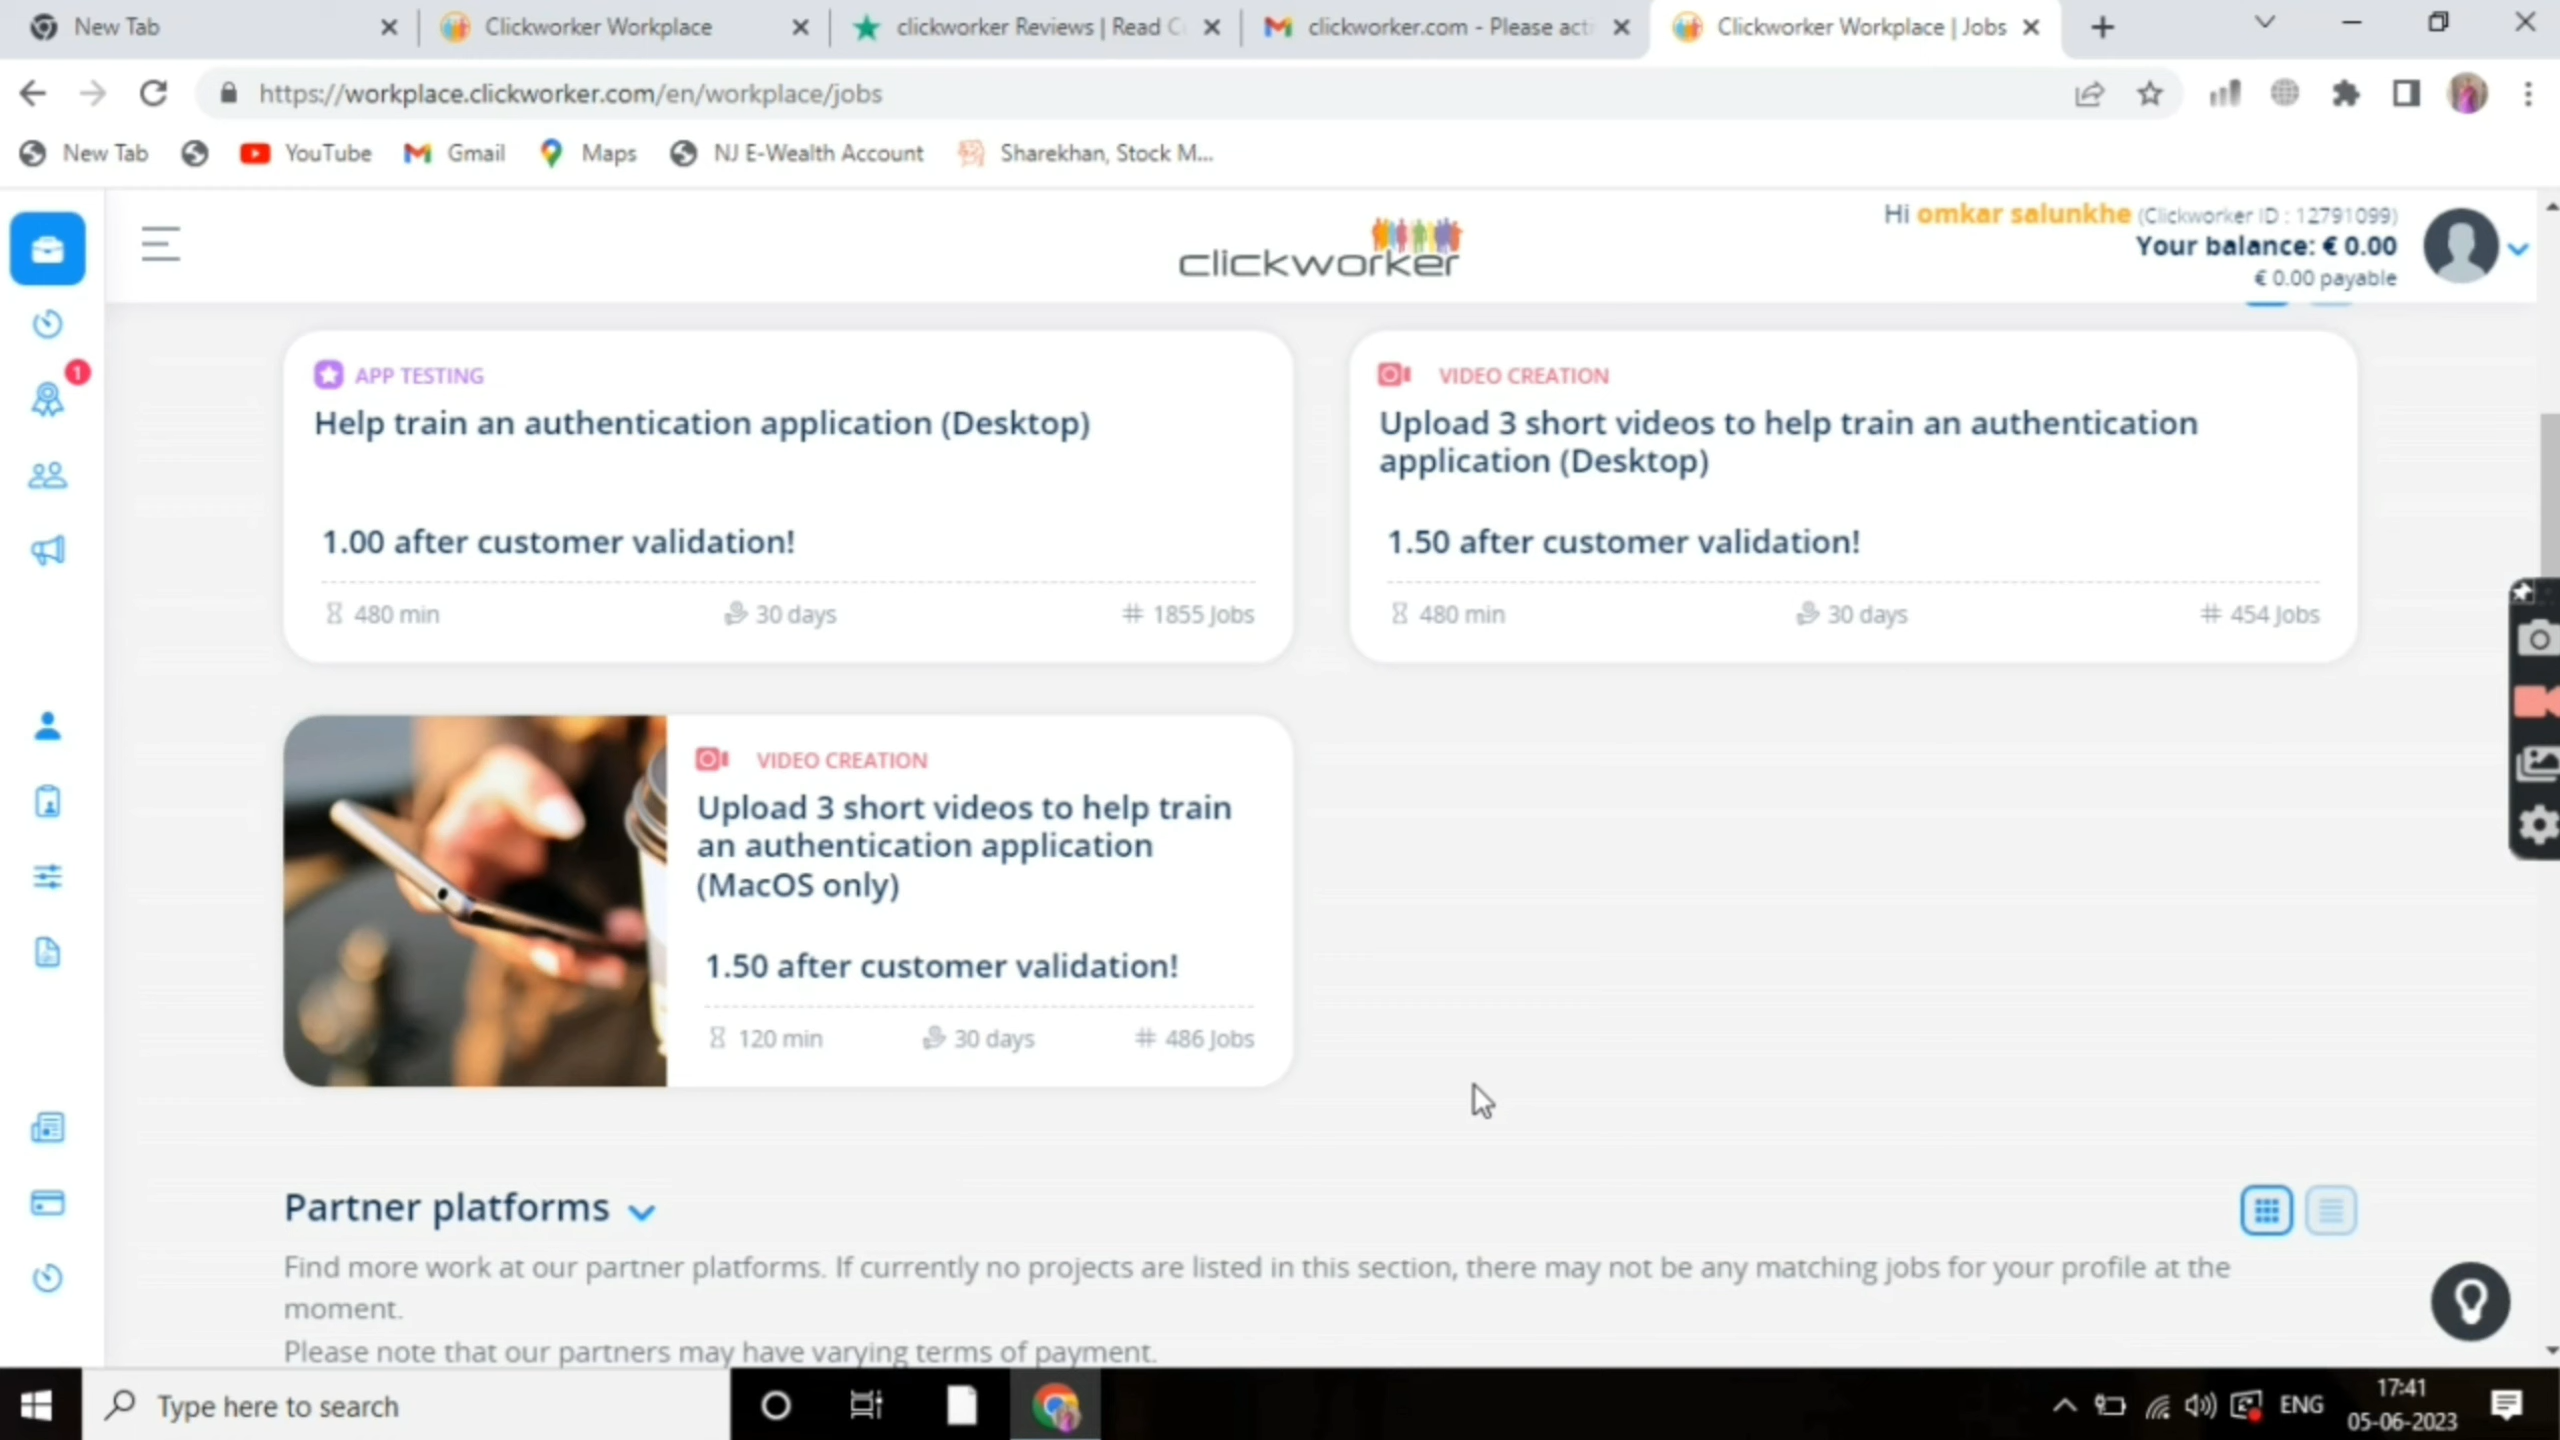 New Tab
Clickworker Workplace
clickworker Reviews | Read C
clickworker.com - Please act
Clickworker Workplace | Jobs
https://workplace.clickworker.com/en/workplace/jobs
New Tab
YouTube
Gmail
Maps
NJ E-Wealth Account
Sharekhan, Stock M...
clickworker
Hi omkar salunkhe (Clickworker ID : 12791099)
Your balance: € 0.00
€ 0.00 payable
1
APP TESTING
Help train an authentication application (Desktop)
1.00 after customer validation!
480 min
30 days
# 1855 Jobs
VIDEO CREATION
Upload 3 short videos to help train an authentication
application (Desktop)
1.50 after customer validation!
480 min
30 days
# 454 Jobs
VIDEO CREATION
Upload 3 short videos to help train
an authentication application
(MacOS only)
1.50 after customer validation!
120 min
30 days
# 486 Jobs
Partner platforms
Find more work at our partner platforms. If currently no projects are listed in this section, there may not be any matching jobs for your profile at the
moment.
Please note that our partners may have varying terms of payment.
Type here to search
ENG
17:41
05-06-2023